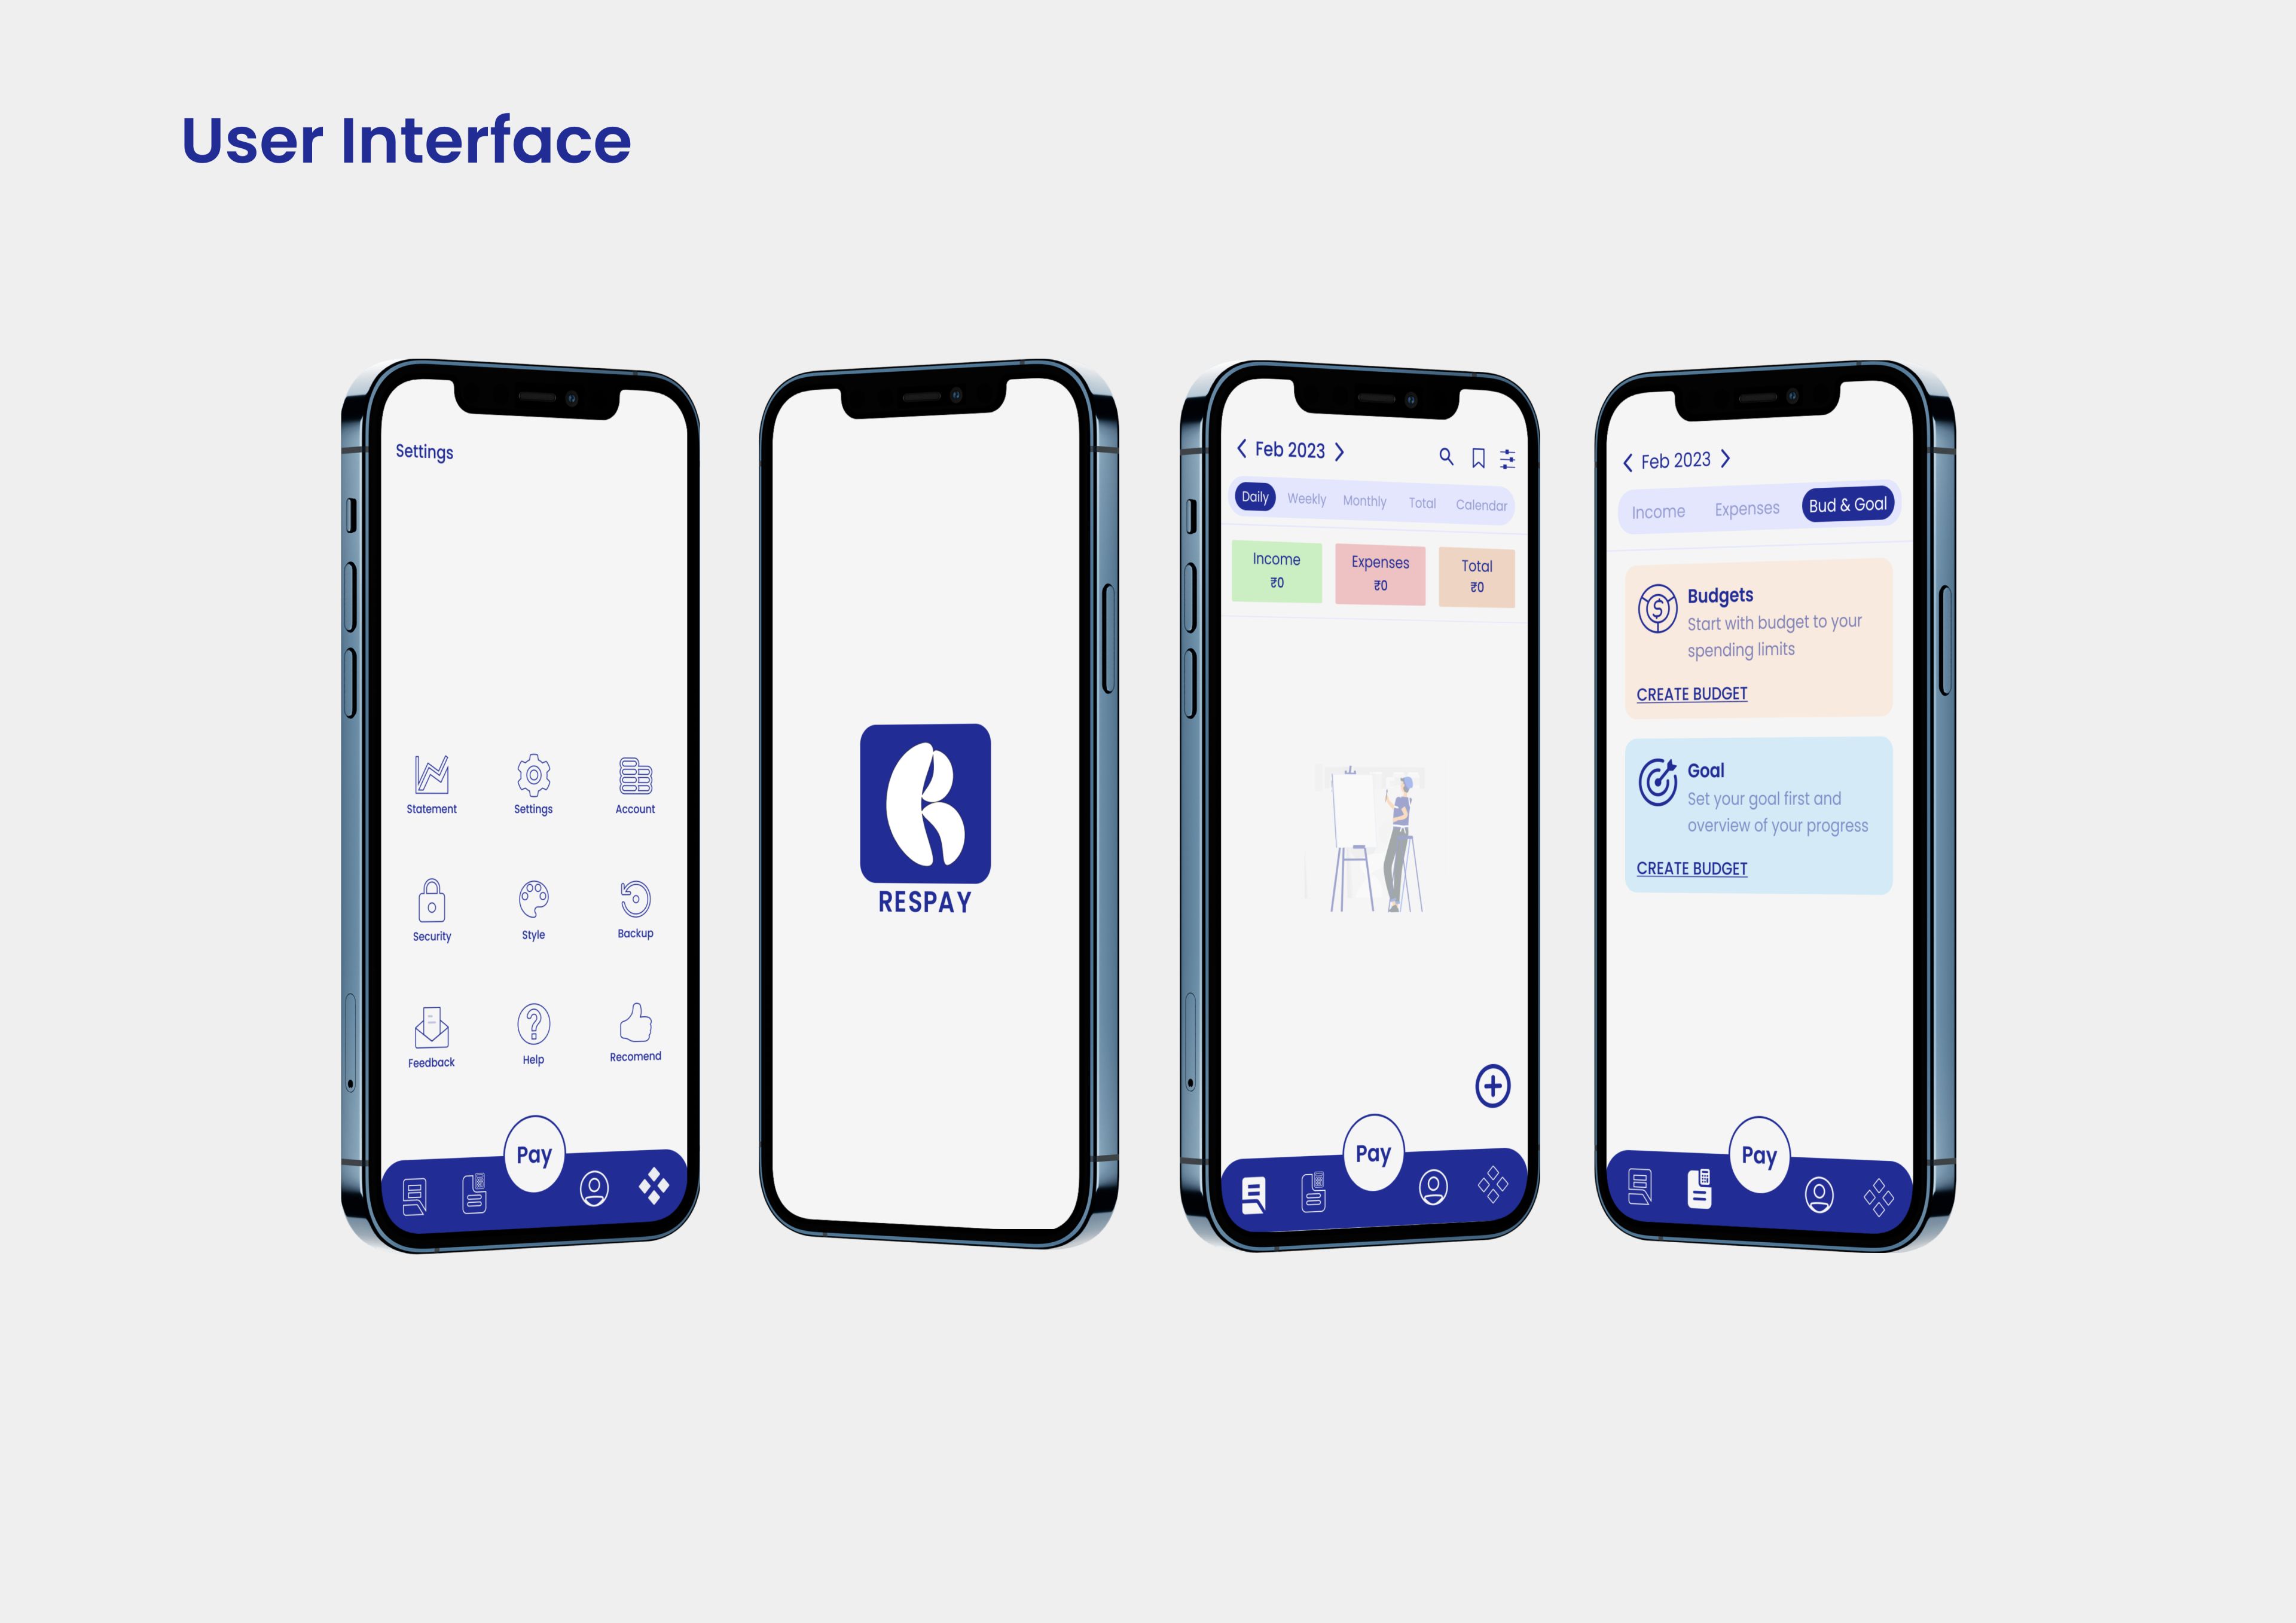 User Interface
Settings
Statement Settings Account
Security Style Backup
Feedback Help Recomend
Pay
RESPAY
Feb 2023
Daily Weekly Monthly Total Calendar
Income Expenses Total
₹0 ₹0 ₹0
Pay
Feb 2023
Income Expenses Bud & Goal
Budgets
Start with budget to your
spending limits
CREATE BUDGET
Goal
Set your goal first and
overview of your progress
CREATE BUDGET
Pay